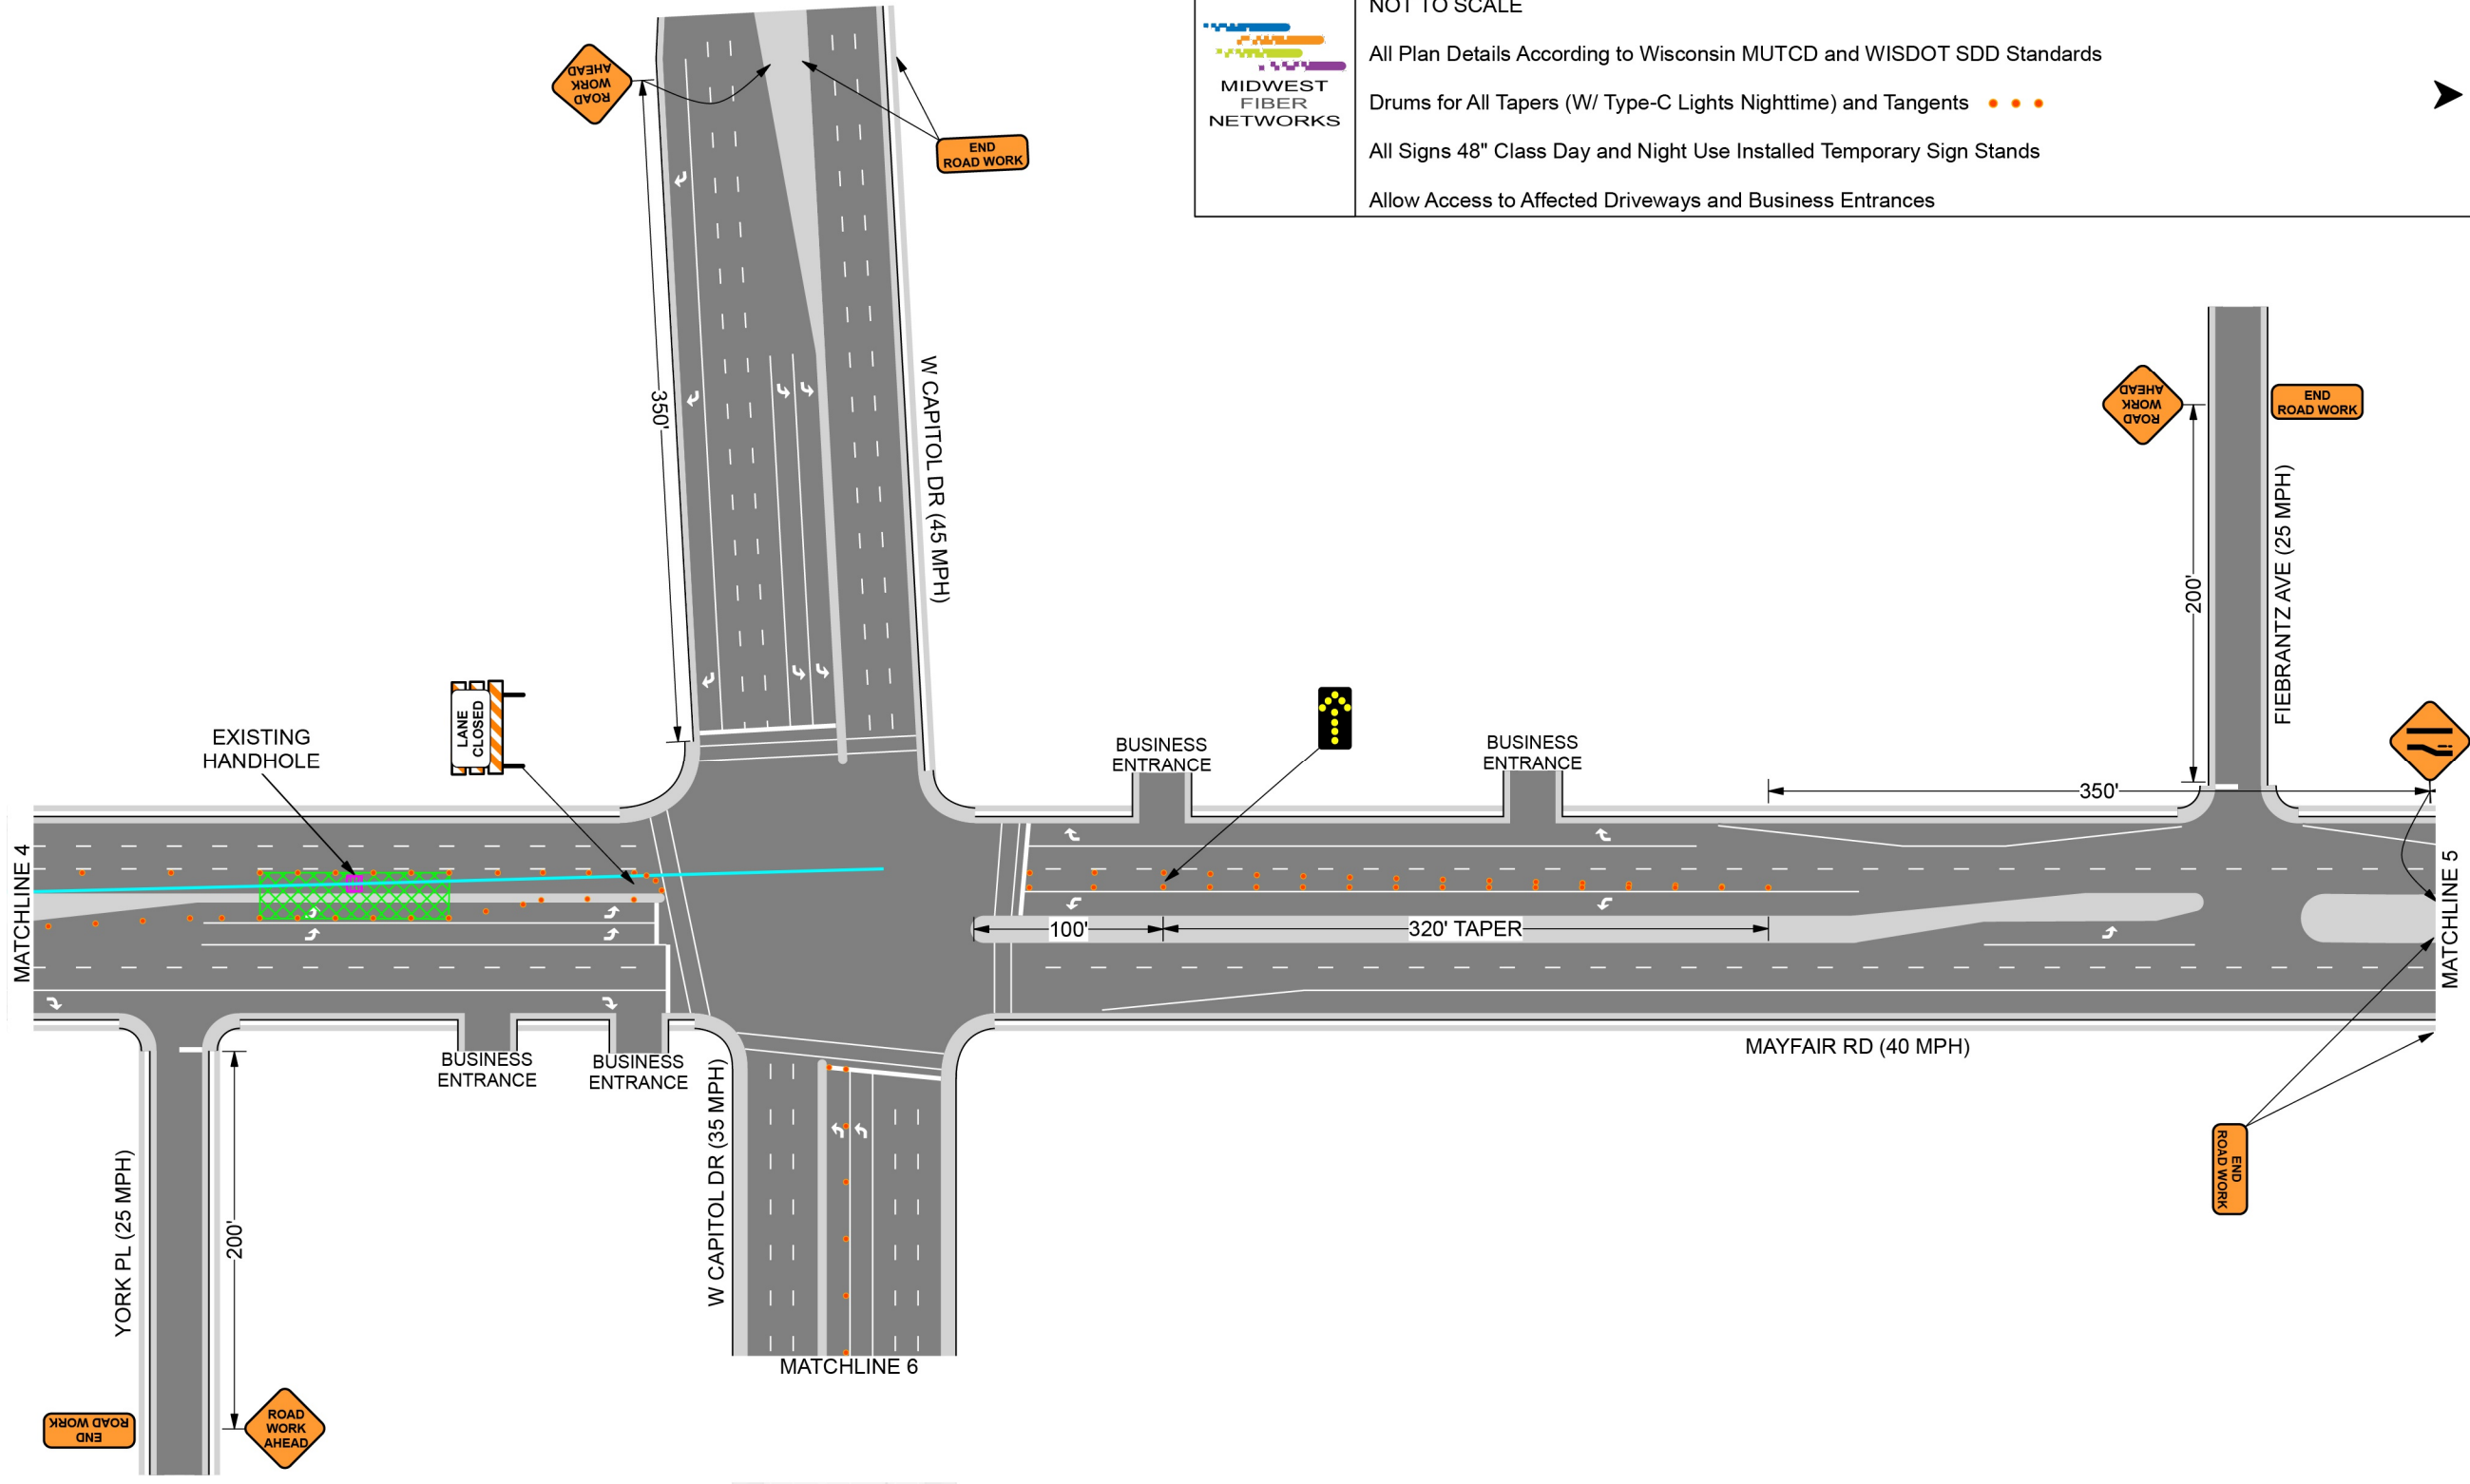 NOT TO SCALE
All Plan Details According to Wisconsin MUTCD and WISDOT SDD Standards
Drums for All Tapers (W/ Type-C Lights Nighttime) and Tangents
All Signs 48" Class Day and Night Use Installed Temporary Sign Stands
Allow Access to Affected Driveways and Business Entrances
MIDWEST
FIBER
NETWORKS
ROAD
WORK
AHEAD
END
ROAD WORK
350'
W CAPITOL DR (45 MPH)
ROAD
WORK
AHEAD
END
ROAD WORK
200'
FIEBRANTZ AVE (25 MPH)
EXISTING
HANDHOLE
LANE
CLOSED
BUSINESS
ENTRANCE
BUSINESS
ENTRANCE
350'
MATCHLINE 4
MATCHLINE 5
100'
320' TAPER
MAYFAIR RD (40 MPH)
BUSINESS
ENTRANCE
BUSINESS
ENTRANCE
YORK PL (25 MPH)
200'
W CAPITOL DR (35 MPH)
END
ROAD WORK
MATCHLINE 6
END
ROAD WORK
ROAD
WORK
AHEAD